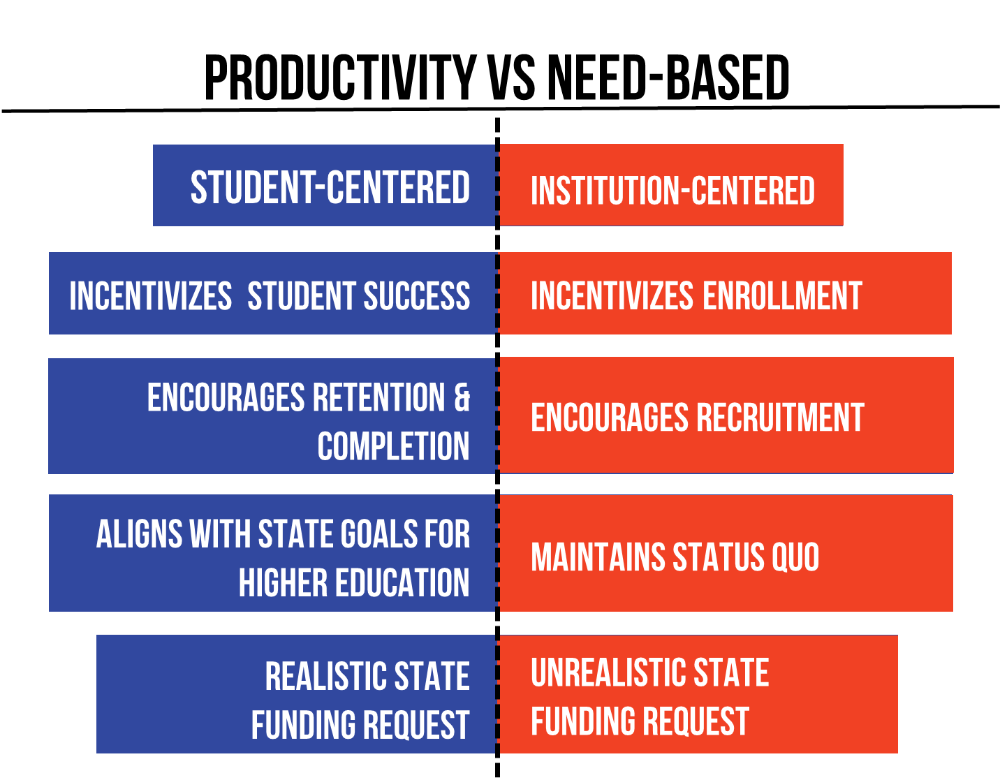 PRODUCTIVITY VS NEED-BASED
STUDENT-CENTERED
INSTITUTION-CENTERED
INCENTIVIZES STUDENT SUCCESS
INCENTIVIZES ENROLLMENT
ENCOURAGES RETENTION &
COMPLETION
ENCOURAGES RECRUITMENT
ALIGNS WITH STATE GOALS FOR
HIGHER EDUCATION
MAINTAINS STATUS QUO
REALISTIC STATE
FUNDING REQUEST
UNREALISTIC STATE
FUNDING REQUEST